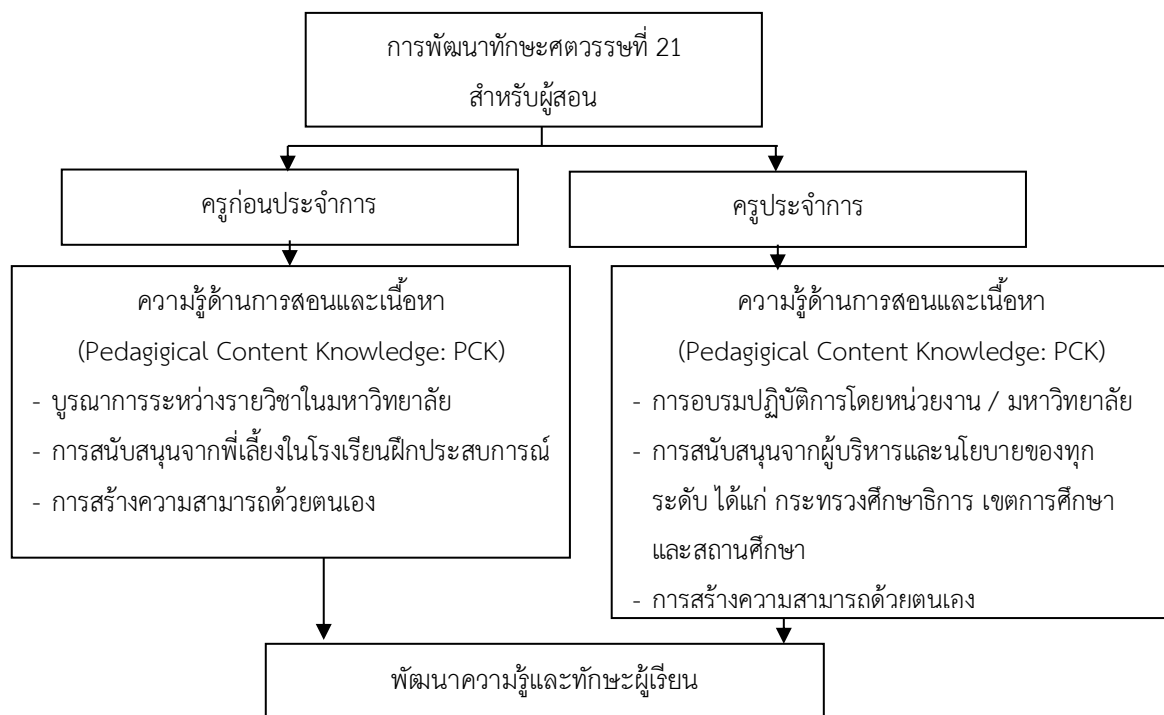 การพัฒนาทักษะศตวรรษที่ 21
สำหรับผู้สอน
ครูก่อนประจำการ
ครูประจำการ
ความรู้ด้านการสอนและเนื้อหา
(Pedagigical Content Knowledge: PCK)
- บูรณาการระหว่างรายวิชาในมหาวิทยาลัย
- การสนับสนุนจากพี่เลี้ยงในโรงเรียนฝึกประสบการณ์
- การสร้างความสามารถด้วยตนเอง
ความรู้ด้านการสอนและเนื้อหา
(Pedagigical Content Knowledge: PCK)
- การอบรมปฏิบัติการโดยหน่วยงาน / มหาวิทยาลัย
- การสนับสนุนจากผู้บริหารและนโยบายของทุก
ระดับ ได้แก่ กระทรวงศึกษาธิการ เขตการศึกษา
และสถานศึกษา
- การสร้างความสามารถด้วยตนเอง
พัฒนาความรู้และทักษะผู้เรียน